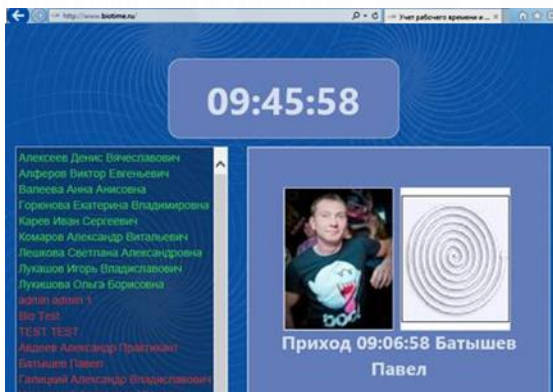 http://www.biotime.ru/
Учет рабочего времени и ...
09:45:58
Алексеев Денис Вячеславович
Алферов Виктор Евгеньевич
Валеева Анна Анисовна
Горюнова Екатерина Владимировна
Карев Иван Сергеевич
Комаров Александр Витальевич
Лешкова Светлана Александровна
Лукашов Игорь Владиславович
Лукишова Ольга Борисовна
admin admin 1
Bio Test
TEST TEST
Авдеев Александр Практикант
Батышев Павел
Галицкий Александр Владиславович
BOO!
Приход 09:06:58 Батышев
Павел